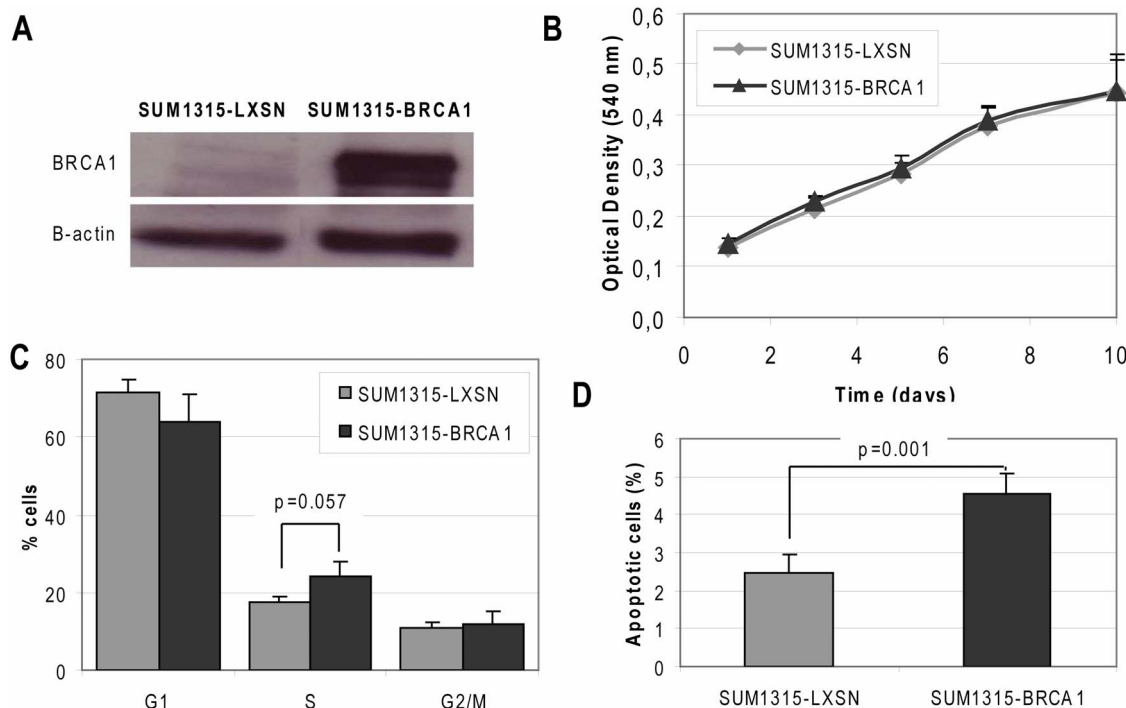 A
SUM1315-LXSN SUM1315-BRCA1
BRCA1
B-actin
B
SUM1315-LXSN
SUM1315-BRCA1
Optical Density (540 nm)
0,6
0,5
0,4
0,3
0,2
0,1
0,0
0 2 4 6 8 10
Time (days)
C
SUM1315-LXSN
SUM1315-BRCA1
% cells
80
60
40
20
0
p=0.057
G1 S G2/M
D
Apoptotic cells (%)
6
5
4
3
2
1
0
p=0.001
SUM1315-LXSN SUM1315-BRCA1